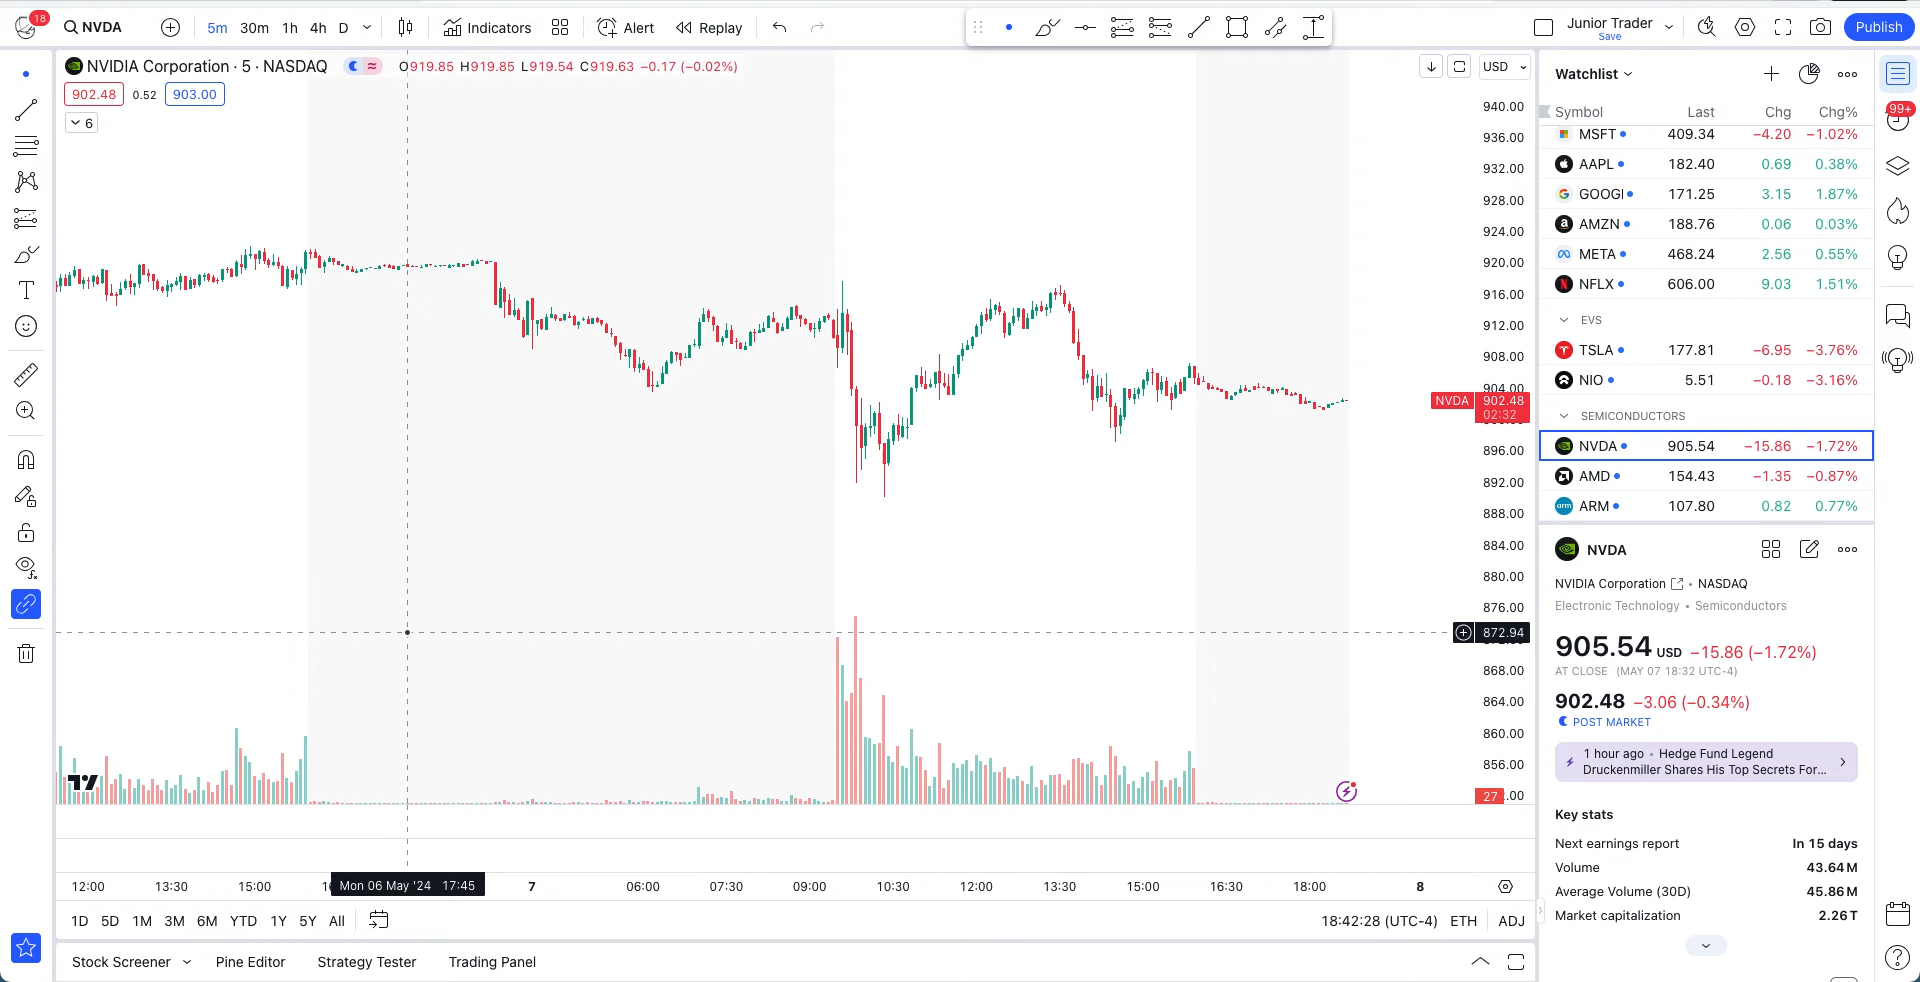 18
NVDA
5m 30m 1h 4h D
Indicators
Alert
Replay
Junior Trader
Save
Publish
NVIDIA Corporation · 5 · NASDAQ
O919.85 H919.85 L919.54 C919.63 −0.17 (−0.02%)
USD
902.48 0.52 903.00
6
940.00
936.00
932.00
928.00
924.00
920.00
916.00
912.00
908.00
904.00
NVDA 902.48
02:32
896.00
892.00
888.00
884.00
880.00
876.00
872.94
868.00
864.00
860.00
856.00
27 .00
12:00 13:30 15:00 Mon 06 May '24 17:45 7 06:00 07:30 09:00 10:30 12:00 13:30 15:00 16:30 18:00 8
1D 5D 1M 3M 6M YTD 1Y 5Y All
18:42:28 (UTC-4) ETH ADJ
Stock Screener Pine Editor Strategy Tester Trading Panel
Watchlist
99+
Symbol Last Chg Chg%
MSFT 409.34 −4.20 −1.02%
AAPL 182.40 0.69 0.38%
GOOGL 171.25 3.15 1.87%
AMZN 188.76 0.06 0.03%
META 468.24 2.56 0.55%
NFLX 606.00 9.03 1.51%
EVS
TSLA 177.81 −6.95 −3.76%
NIO 5.51 −0.18 −3.16%
SEMICONDUCTORS
NVDA 905.54 −15.86 −1.72%
AMD 154.43 −1.35 −0.87%
arm ARM 107.80 0.82 0.77%
NVDA
NVIDIA Corporation • NASDAQ
Electronic Technology • Semiconductors
905.54 USD −15.86 (−1.72%)
AT CLOSE (MAY 07 18:32 UTC-4)
902.48 −3.06 (−0.34%)
POST MARKET
1 hour ago • Hedge Fund Legend
Druckenmiller Shares His Top Secrets For...
Key stats
Next earnings report In 15 days
Volume 43.64 M
Average Volume (30D) 45.86 M
Market capitalization 2.26 T